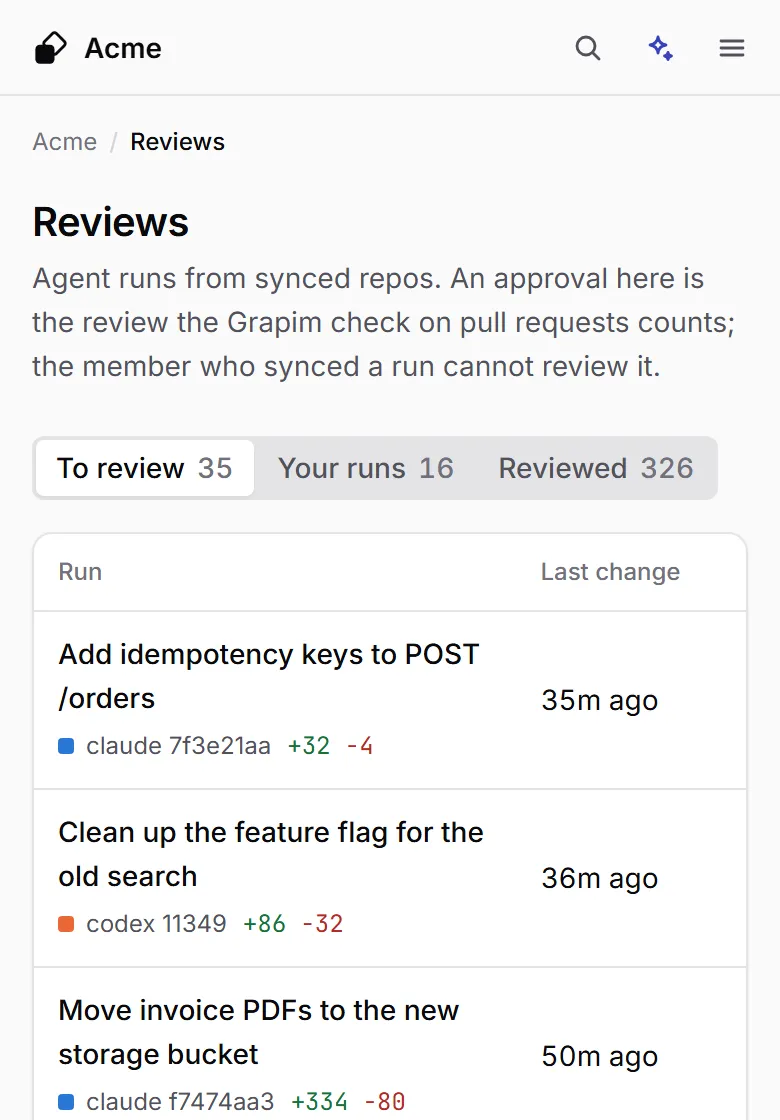 Acme
Acme / Reviews
Reviews
Agent runs from synced repos. An approval here is
the review the Grapim check on pull requests counts;
the member who synced a run cannot review it.
To review 35 Your runs 16 Reviewed 326
Run Last change
Add idempotency keys to POST
/orders
35m ago
claude 7f3e21aa +32 -4
Clean up the feature flag for the
old search
36m ago
codex 11349 +86 -32
Move invoice PDFs to the new
storage bucket
50m ago
claude f7474aa3 +334 -80